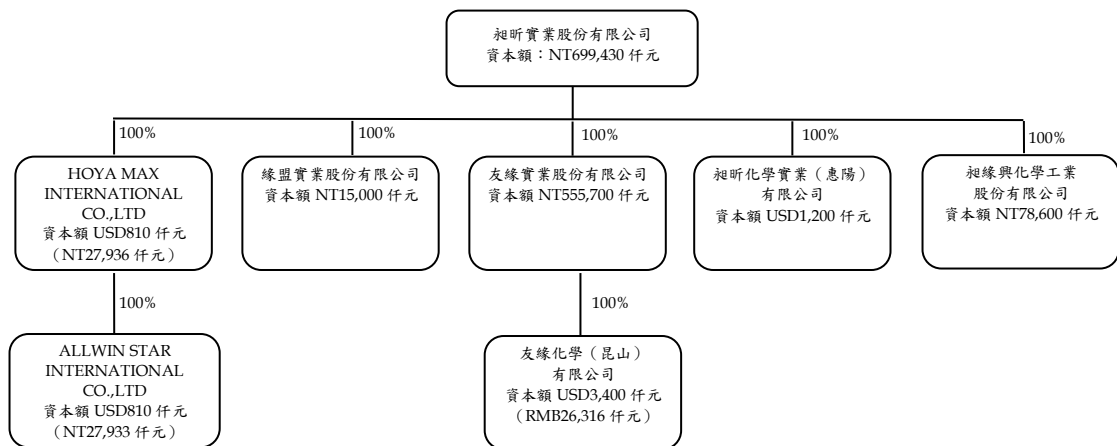 昶昕實業股份有限公司
資本額：NT699,430 仟元
100%
100%
100%
100%
100%
HOYA MAX
INTERNATIONAL
CO.,LTD
資本額 USD810 仟元
（NT27,936 仟元）
緣盟實業股份有限公司
資本額 NT15,000 仟元
友緣實業股份有限公司
資本額 NT555,700 仟元
昶昕化學實業（惠陽）
有限公司
資本額 USD1,200 仟元
昶緣興化學工業
股份有限公司
資本額 NT78,600 仟元
100%
100%
ALLWIN STAR
INTERNATIONAL
CO.,LTD
資本額 USD810 仟元
（NT27,933 仟元）
友緣化學（昆山）
有限公司
資本額 USD3,400 仟元
（RMB26,316 仟元）